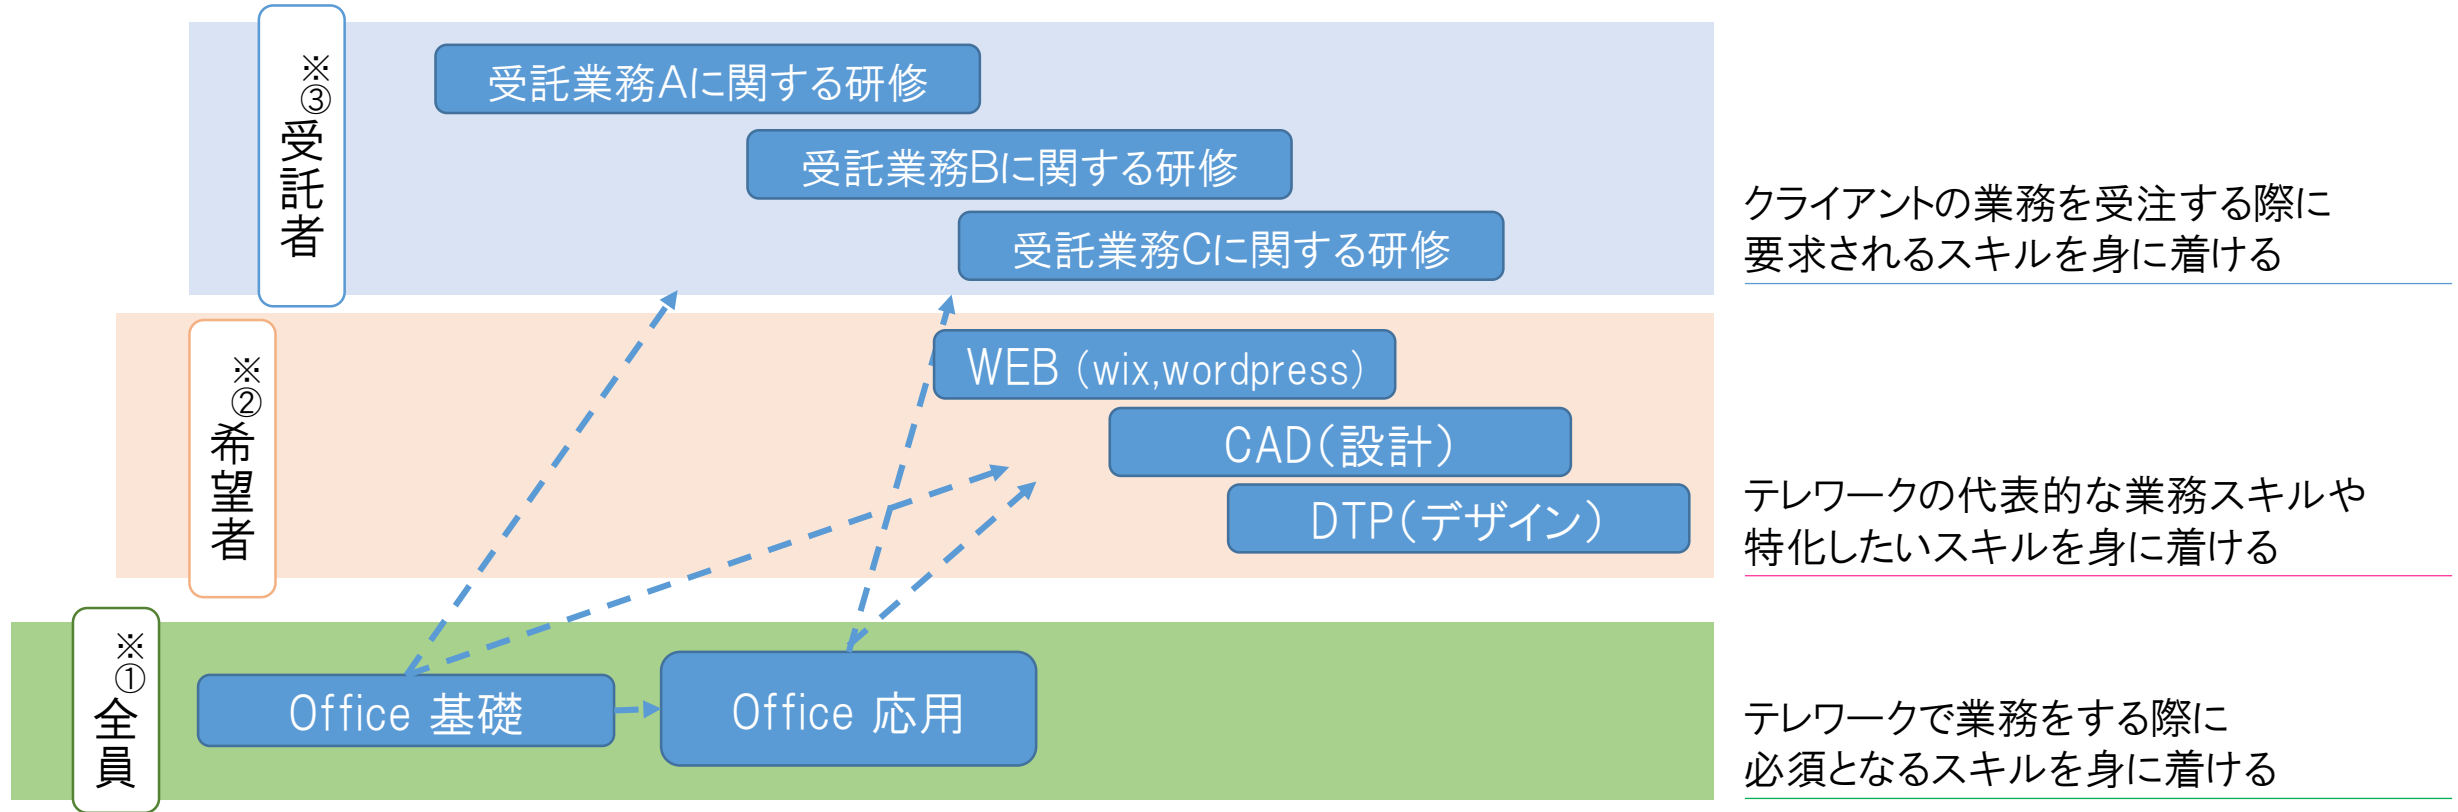 ※③受託者
受託業務Aに関する研修
受託業務Bに関する研修
受託業務Cに関する研修
クライアントの業務を受注する際に
要求されるスキルを身に着ける
※②希望者
WEB（wix,wordpress）
CAD（設計）
DTP（デザイン）
テレワークの代表的な業務スキルや
特化したいスキルを身に着ける
※①全員
Office 基礎
Office 応用
テレワークで業務をする際に
必須となるスキルを身に着ける